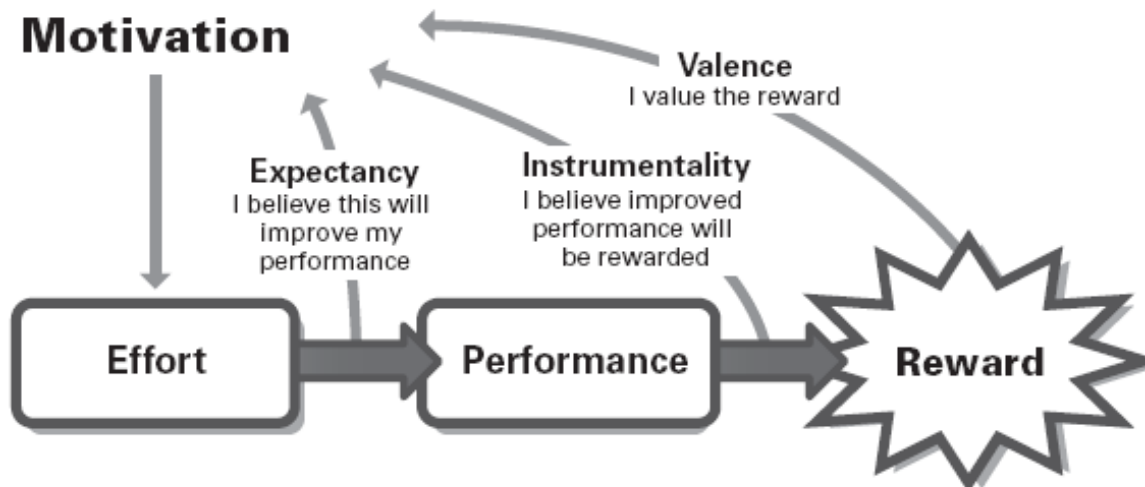 Motivation
Valence
I value the reward
Expectancy
I believe this will
improve my
performance
Instrumentality
I believe improved
performance will
be rewarded
Effort
Performance
Reward